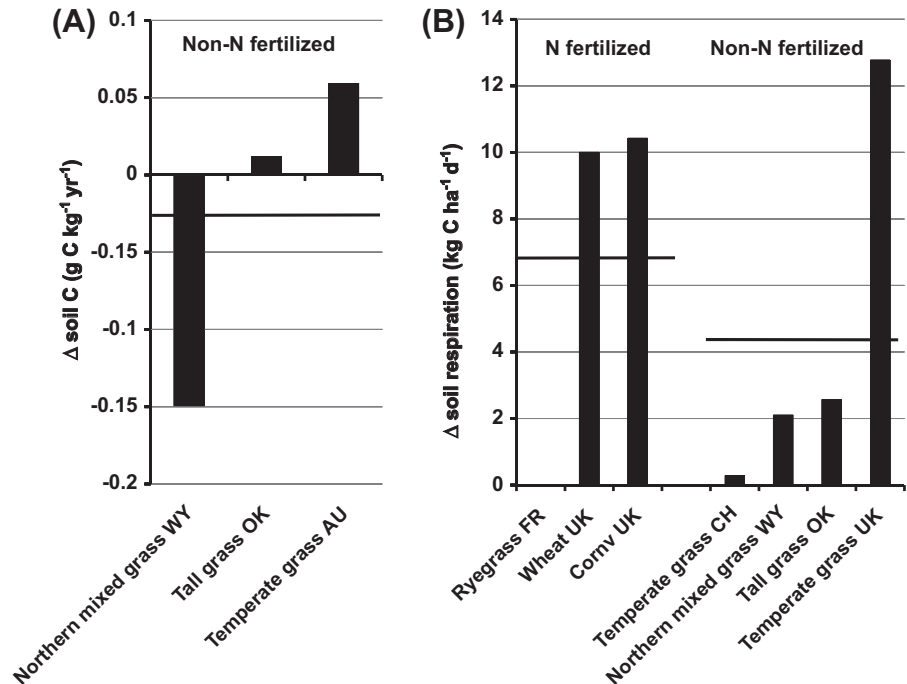 (A)
Non-N fertilized
Δ soil C (g C kg⁻¹ yr⁻¹)
0.1
0.05
0
-0.15
-0.1
-0.15
-0.2
Northern mixed grass WY
Tall grass OK
Temperate grass AU
(B)
N fertilized
Non-N fertilized
Δ soil respiration (kg C ha⁻¹ d⁻¹)
14
12
10
8
6
4
2
0
Ryegrass FR
Wheat UK
Cornv UK
Temperate grass CH
Northern mixed grass WY
Tall grass OK
Temperate grass UK